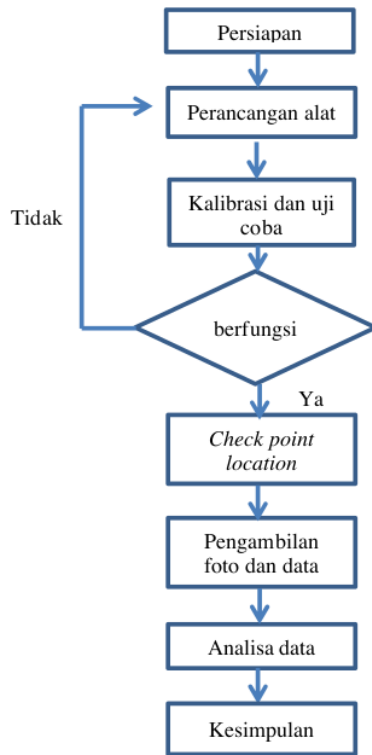 Persiapan
Perancangan alat
Kalibrasi dan uji
coba
Tidak
berfungsi
Ya
Check point
location
Pengambilan
foto dan data
Analisa data
Kesimpulan